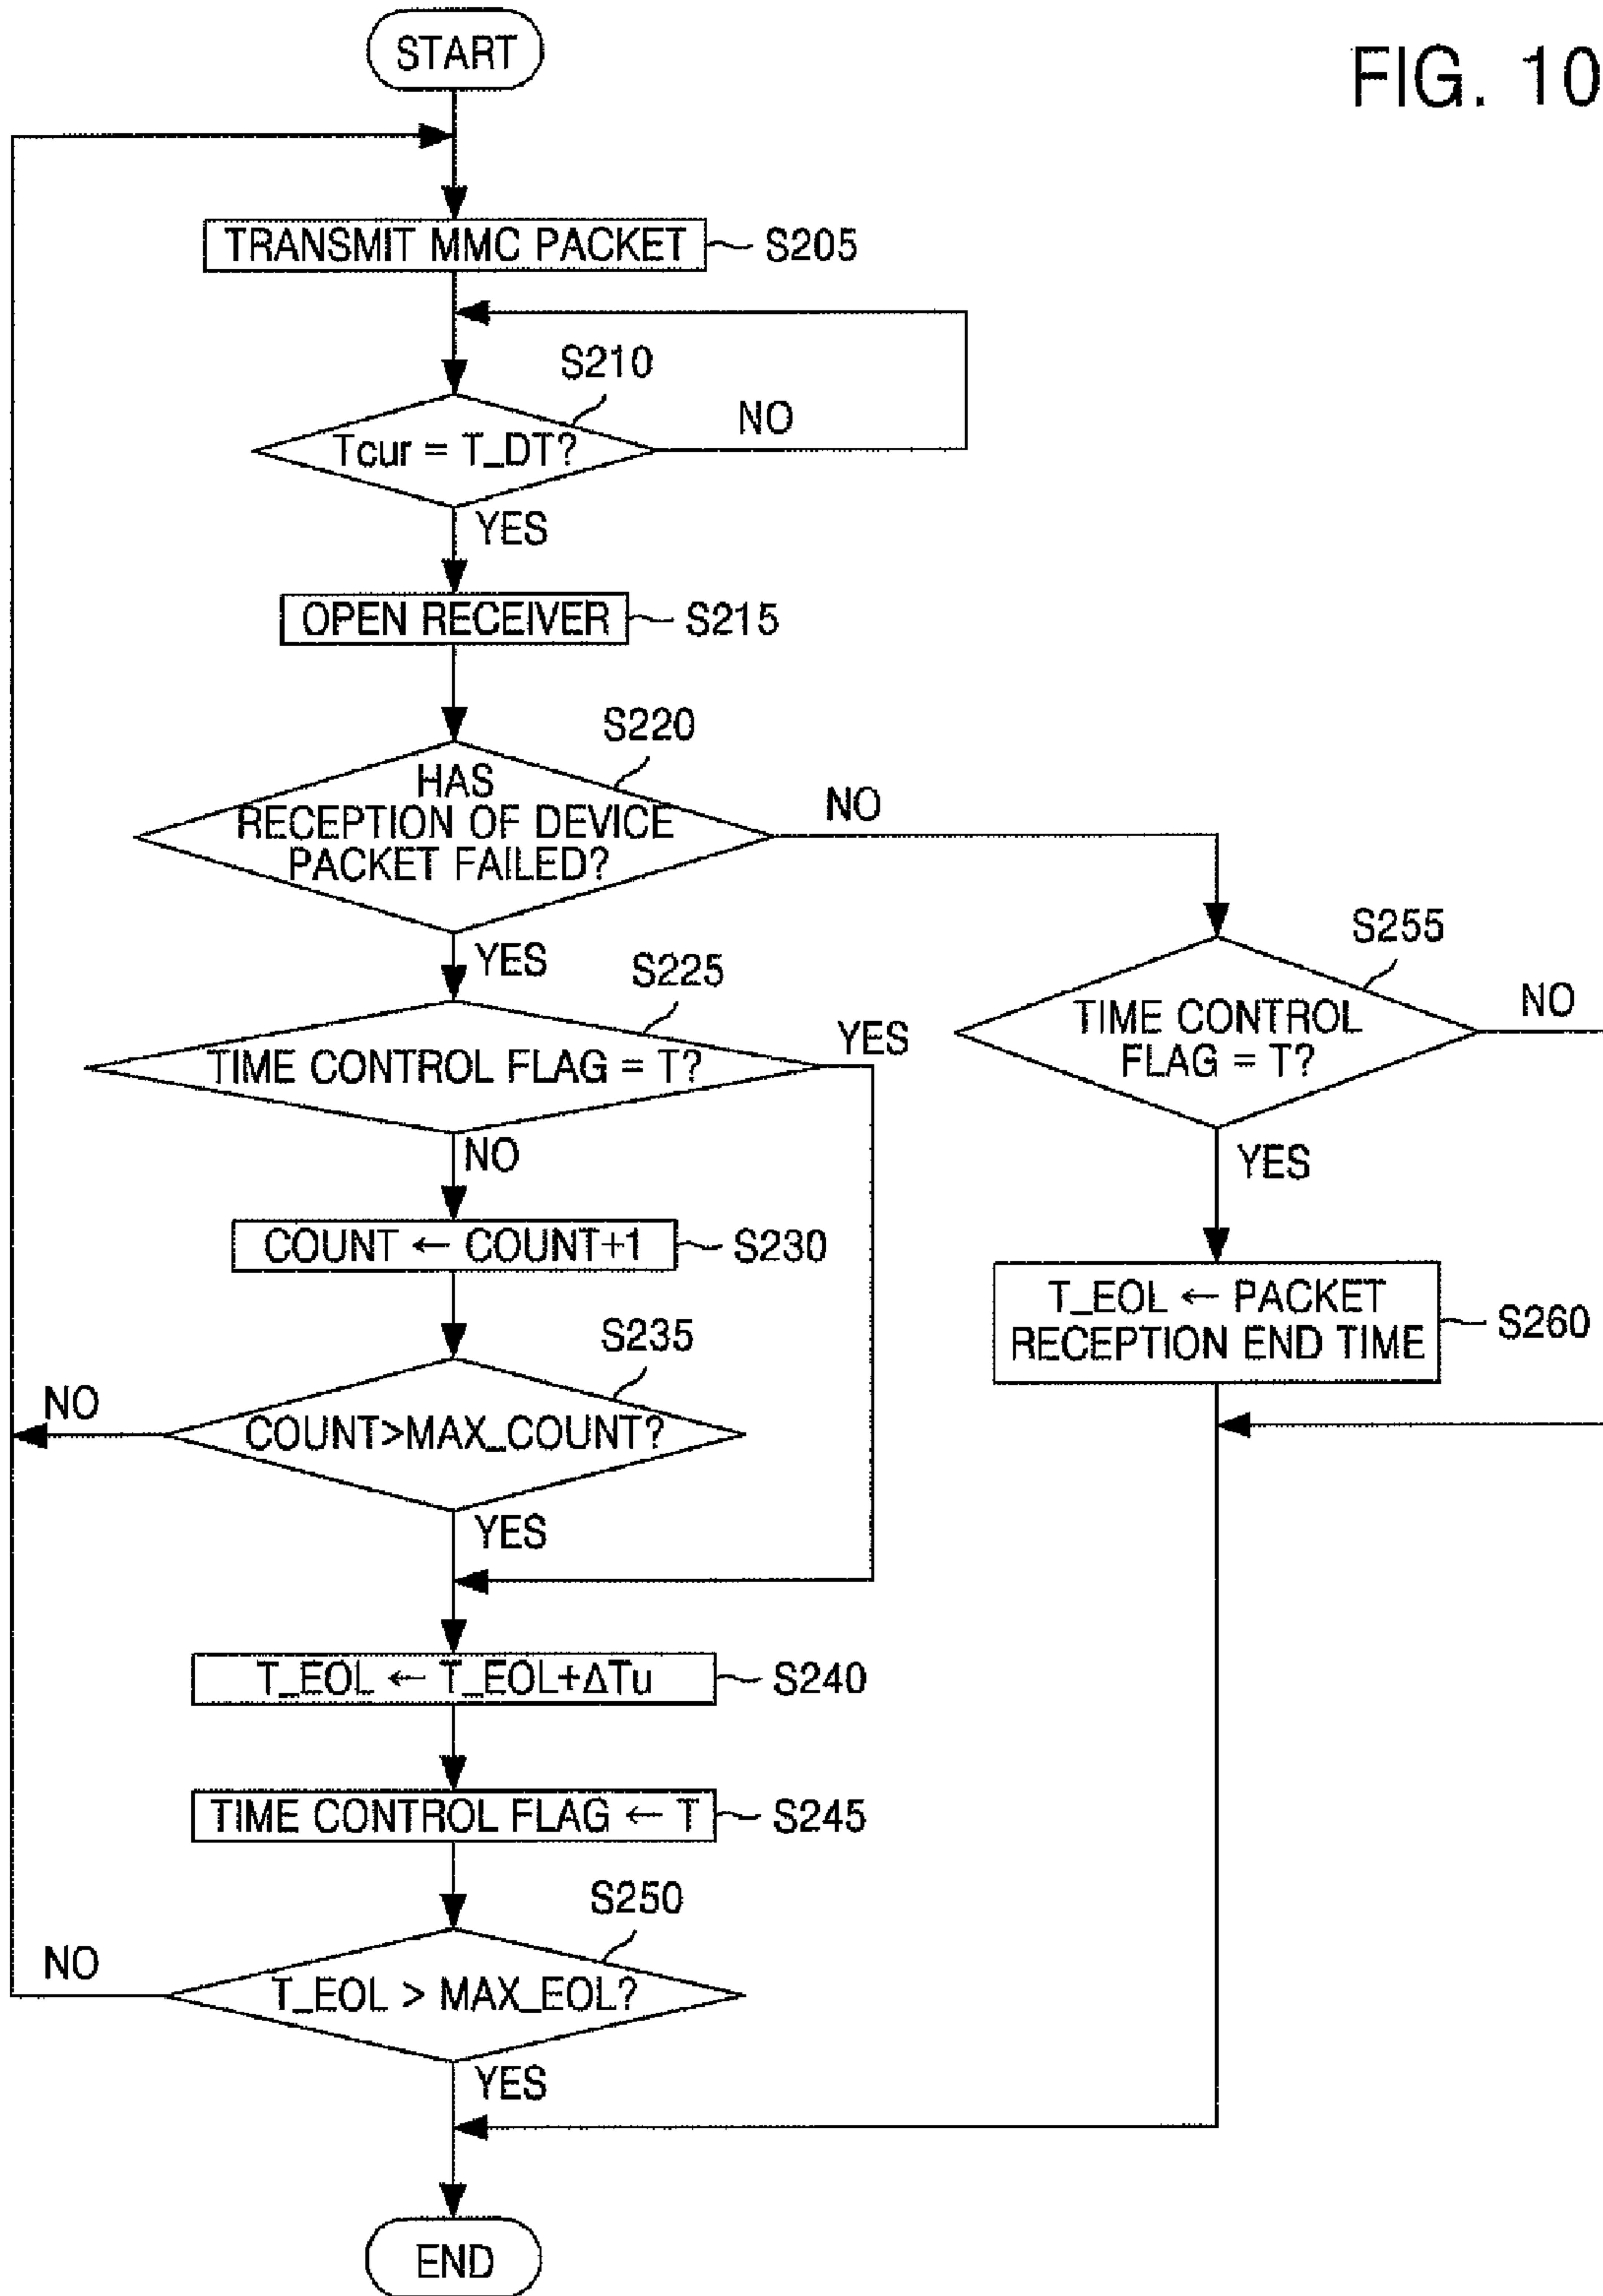 FIG. 10
START
TRANSMIT MMC PACKET
S205
S210
Tcur = T_DT?
NO
YES
OPEN RECEIVER
S215
S220
HAS
RECEPTION OF DEVICE
PACKET FAILED?
NO
YES
S225
TIME CONTROL FLAG = T?
YES
NO
S255
TIME CONTROL
FLAG = T?
NO
YES
COUNT ← COUNT+1
S230
T_EOL ← PACKET
RECEPTION END TIME
S260
S235
COUNT>MAX_COUNT?
NO
YES
T_EOL ← T_EOL+ΔTu
S240
TIME CONTROL FLAG ← T
S245
S250
T_EOL > MAX_EOL?
NO
YES
END